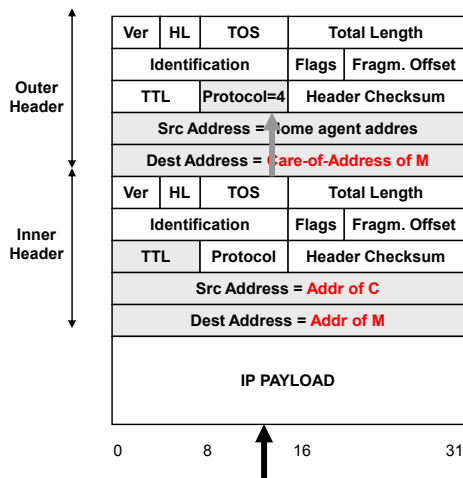 Ver HL TOS Total Length
Identification Flags Fragm. Offset
Outer
Header
TTL Protocol=4 Header Checksum
Src Address = Home agent addres
Dest Address = Care-of-Address of M
Ver HL TOS Total Length
Identification Flags Fragm. Offset
Inner
Header
TTL Protocol Header Checksum
Src Address = Addr of C
Dest Address = Addr of M
IP PAYLOAD
0 8 16 31